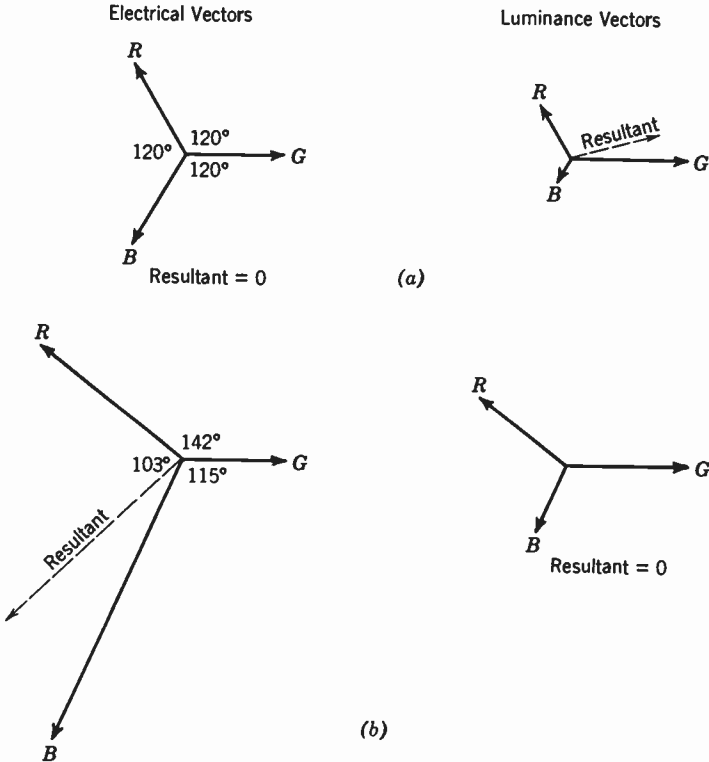 Electrical Vectors
Luminance Vectors
R
120°
120°
120°
G
B
Resultant = 0
R
Resultant
G
B
(a)
R
142°
103°
115°
G
Resultant
B
R
G
B
Resultant = 0
(b)